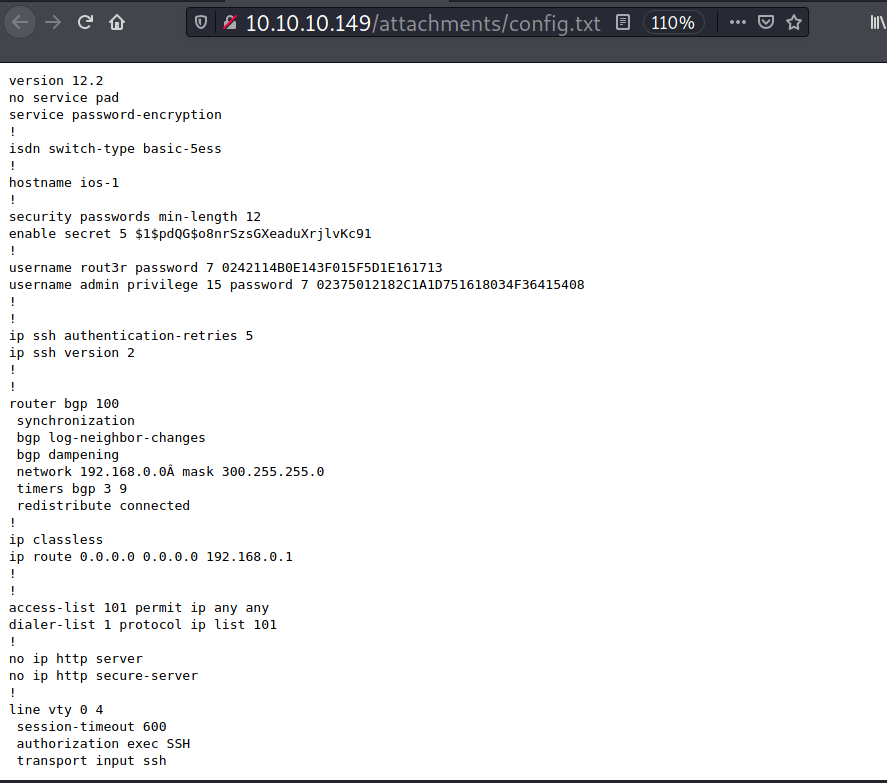 10.10.10.149/attachments/config.txt 110%
version 12.2
no service pad
service password-encryption
!
isdn switch-type basic-5ess
!
hostname ios-1
!
security passwords min-length 12
enable secret 5 $1$pdQG$o8nrSzsGXeaduXrjlvKc91
!
username rout3r password 7 0242114B0E143F015F5D1E161713
username admin privilege 15 password 7 02375012182C1A1D751618034F36415408
!
!
ip ssh authentication-retries 5
ip ssh version 2
!
!
router bgp 100
 synchronization
 bgp log-neighbor-changes
 bgp dampening
 network 192.168.0.0Â mask 300.255.255.0
 timers bgp 3 9
 redistribute connected
!
ip classless
ip route 0.0.0.0 0.0.0.0 192.168.0.1
!
!
access-list 101 permit ip any any
dialer-list 1 protocol ip list 101
!
no ip http server
no ip http secure-server
!
line vty 0 4
 session-timeout 600
 authorization exec SSH
 transport input ssh